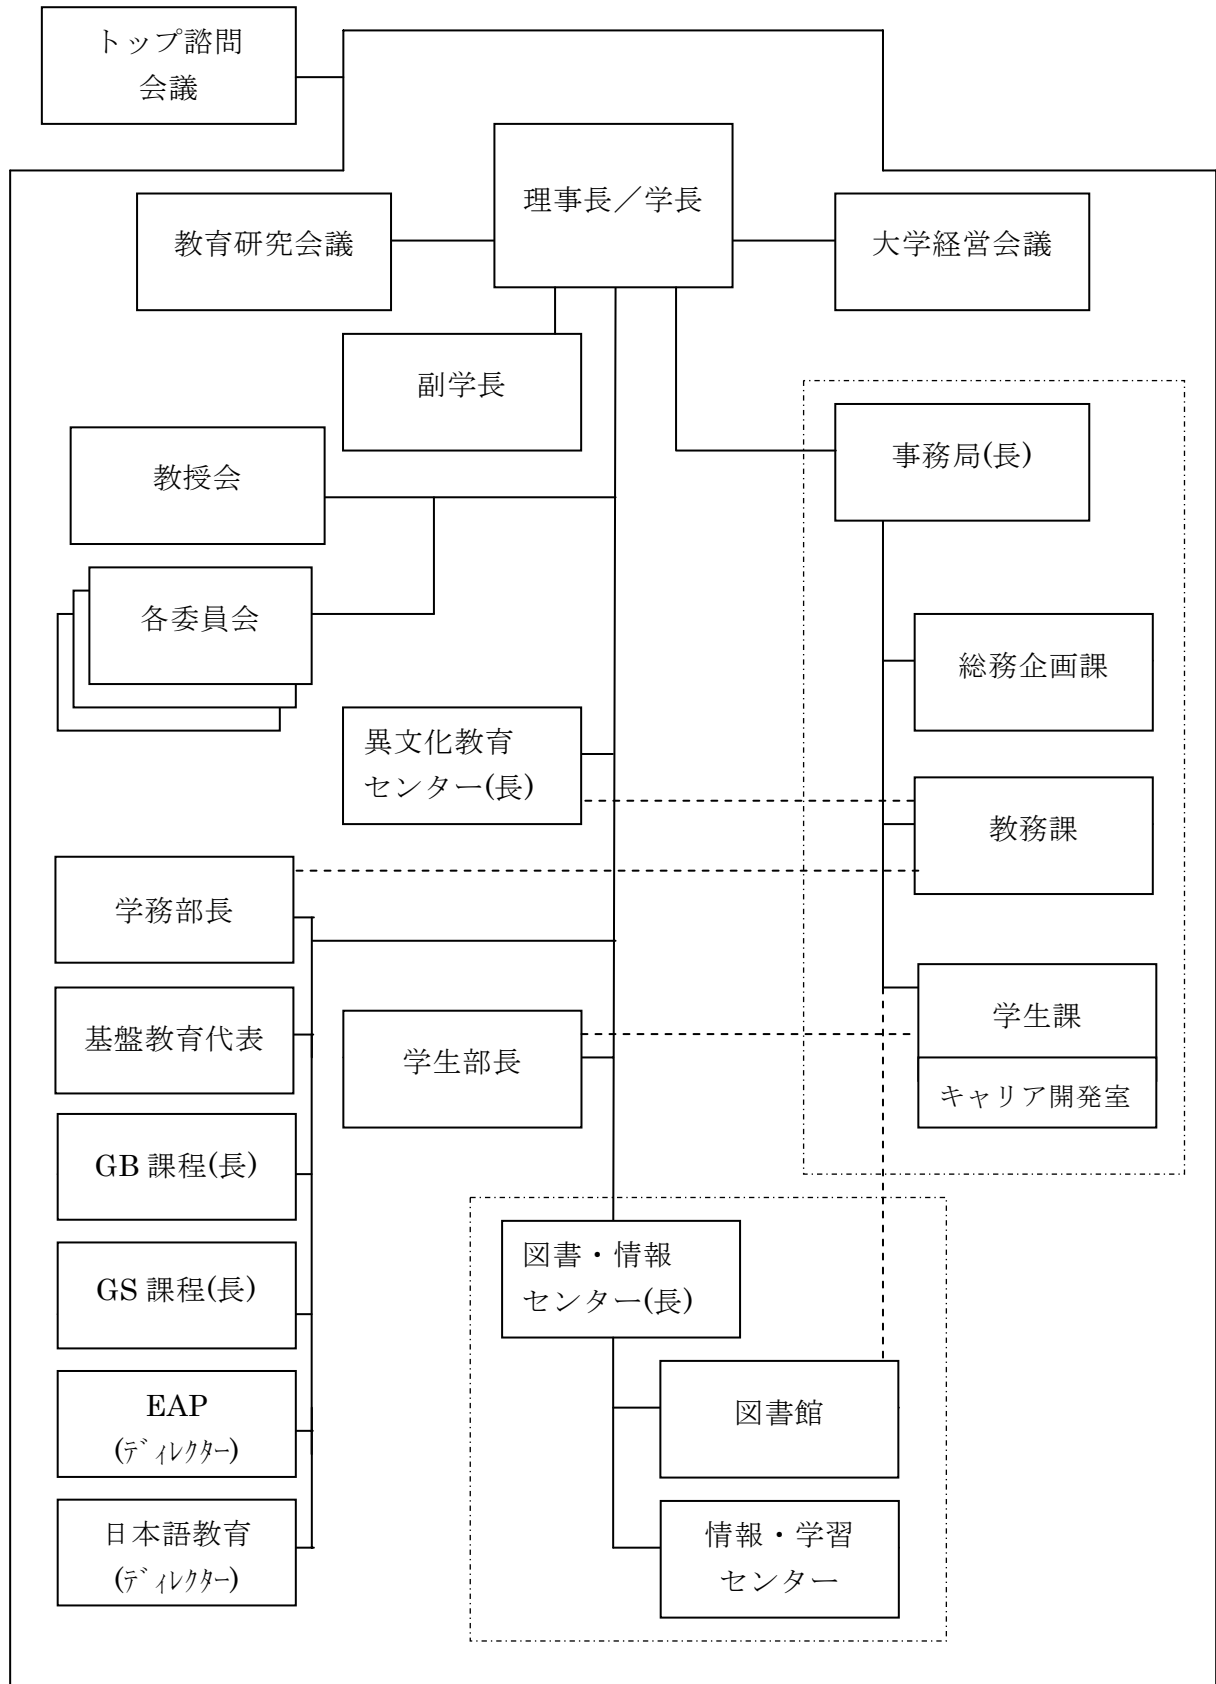 トップ諮問
会議
理事長／学長
教育研究会議
大学経営会議
副学長
事務局(長)
教授会
各委員会
総務企画課
異文化教育
センター(長)
教務課
学務部長
基盤教育代表
学生部長
学生課
キャリア開発室
GB 課程(長)
GS 課程(長)
図書・情報
センター(長)
EAP
(ﾃﾞｨﾚｸﾀｰ)
図書館
日本語教育
(ﾃﾞｨﾚｸﾀｰ)
情報・学習
センター